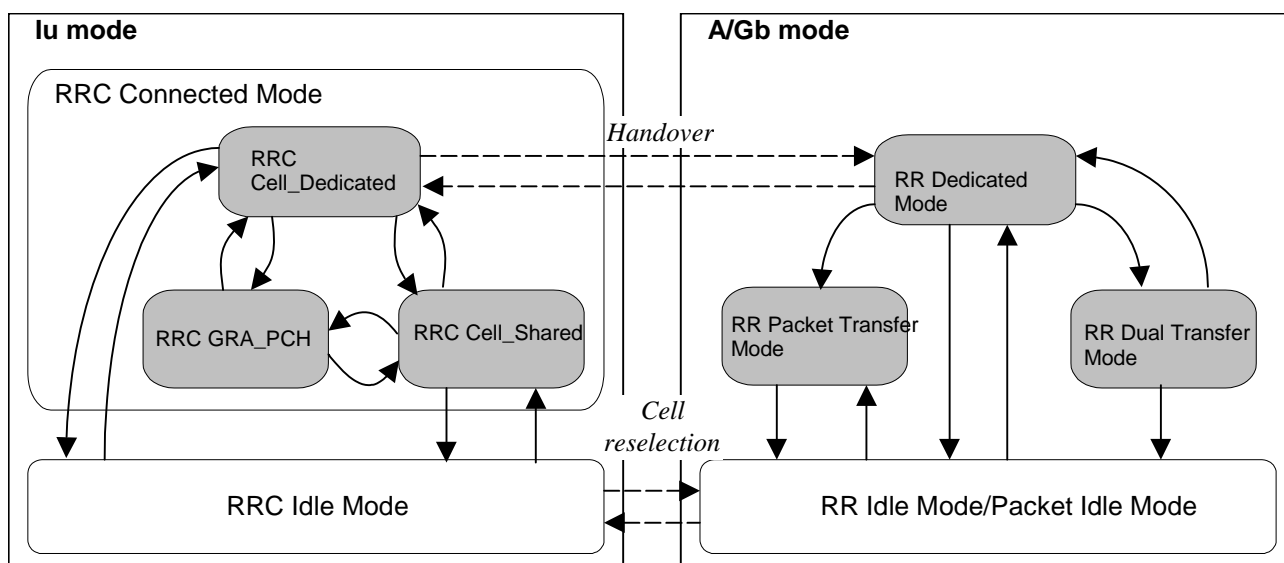 Iu mode
A/Gb mode
RRC Connected Mode
Handover
RRC
Cell_Dedicated
RR Dedicated
Mode
RRC GRA_PCH
RRC Cell_Shared
RR Packet Transfer
Mode
RR Dual Transfer
Mode
Cell
reselection
RRC Idle Mode
RR Idle Mode/Packet Idle Mode